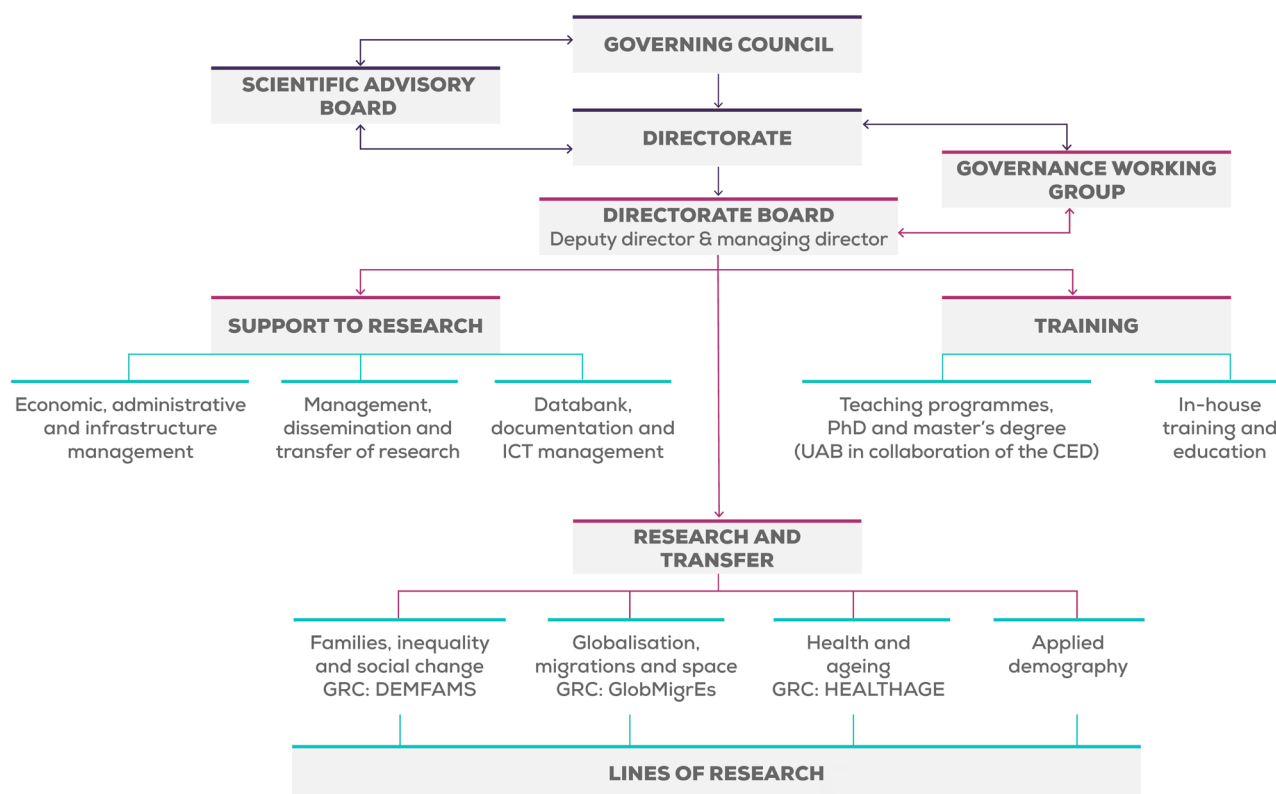 GOVERNING COUNCIL
SCIENTIFIC ADVISORY
BOARD
DIRECTORATE
GOVERNANCE WORKING
GROUP
DIRECTORATE BOARD
Deputy director & managing director
SUPPORT TO RESEARCH
TRAINING
Economic, administrative
and infrastructure
management
Management,
dissemination and
transfer of research
Databank,
documentation and
ICT management
Teaching programmes,
PhD and master's degree
(UAB in collaboration of the CED)
In-house
training and
education
RESEARCH AND
TRANSFER
Families, inequality
and social change
GRC: DEMFAMS
Globalisation,
migrations and space
GRC: GlobMigrEs
Health and
ageing
GRC: HEALTHAGE
Applied
demography
LINES OF RESEARCH